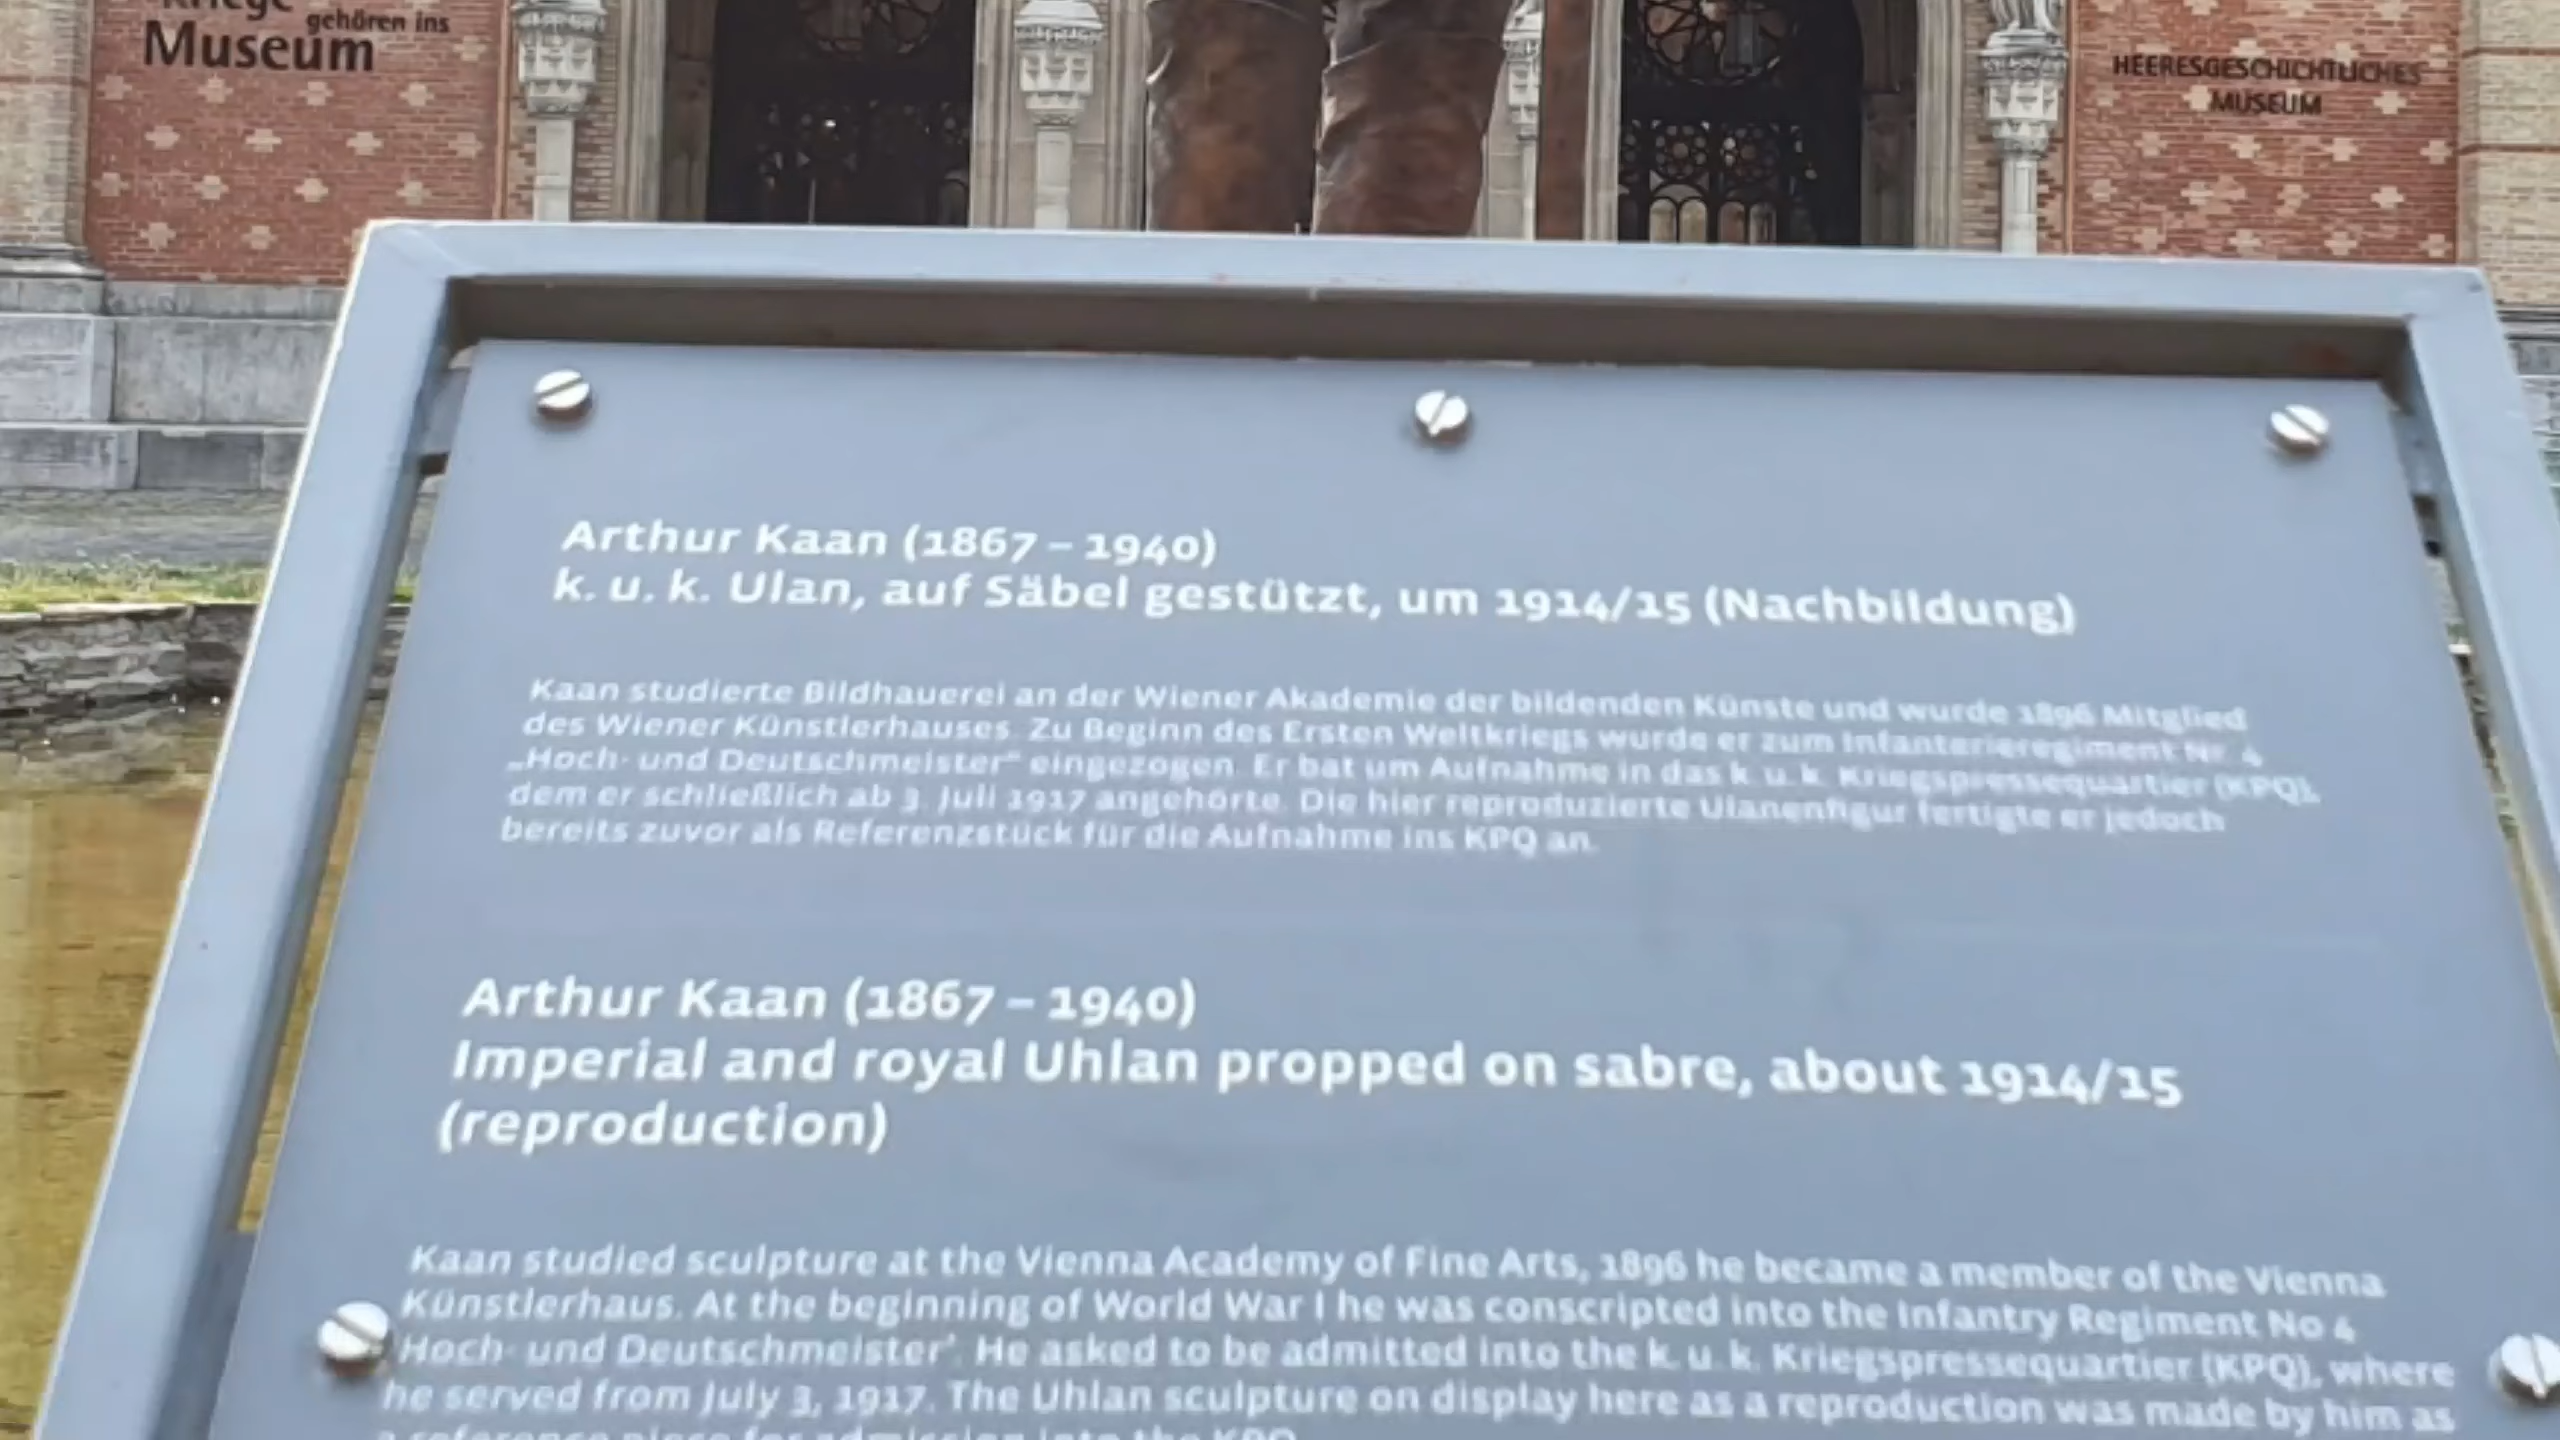 Kriege
gehören ins
Museum
HEERESGESCHICHTLICHES
MUSEUM
Arthur Kaan (1867 – 1940)
k. u. k. Ulan, auf Säbel gestützt, um 1914/15 (Nachbildung)
Kaan studierte Bildhauerei an der Wiener Akademie der bildenden Künste und wurde 1896 Mitglied
des Wiener Künstlerhauses. Zu Beginn des Ersten Weltkriegs wurde er zum Infanterieregiment Nr. 4
„Hoch- und Deutschmeister“ eingezogen. Er bat um Aufnahme in das k. u. k. Kriegspressequartier (KPQ),
dem er schließlich ab 3. Juli 1917 angehörte. Die hier reproduzierte Ulanenfigur fertigte er jedoch
bereits zuvor als Referenzstück für die Aufnahme ins KPQ an.
Arthur Kaan (1867 – 1940)
Imperial and royal Uhlan propped on sabre, about 1914/15
(reproduction)
Kaan studied sculpture at the Vienna Academy of Fine Arts, 1896 he became a member of the Vienna
Künstlerhaus. At the beginning of World War I he was conscripted into the Infantry Regiment No 4
Hoch- und Deutschmeister'. He asked to be admitted into the k. u. k. Kriegspressequartier (KPQ), where
he served from July 3, 1917. The Uhlan sculpture on display here as a reproduction was made by him as
a reference piece for admission into the KPQ.